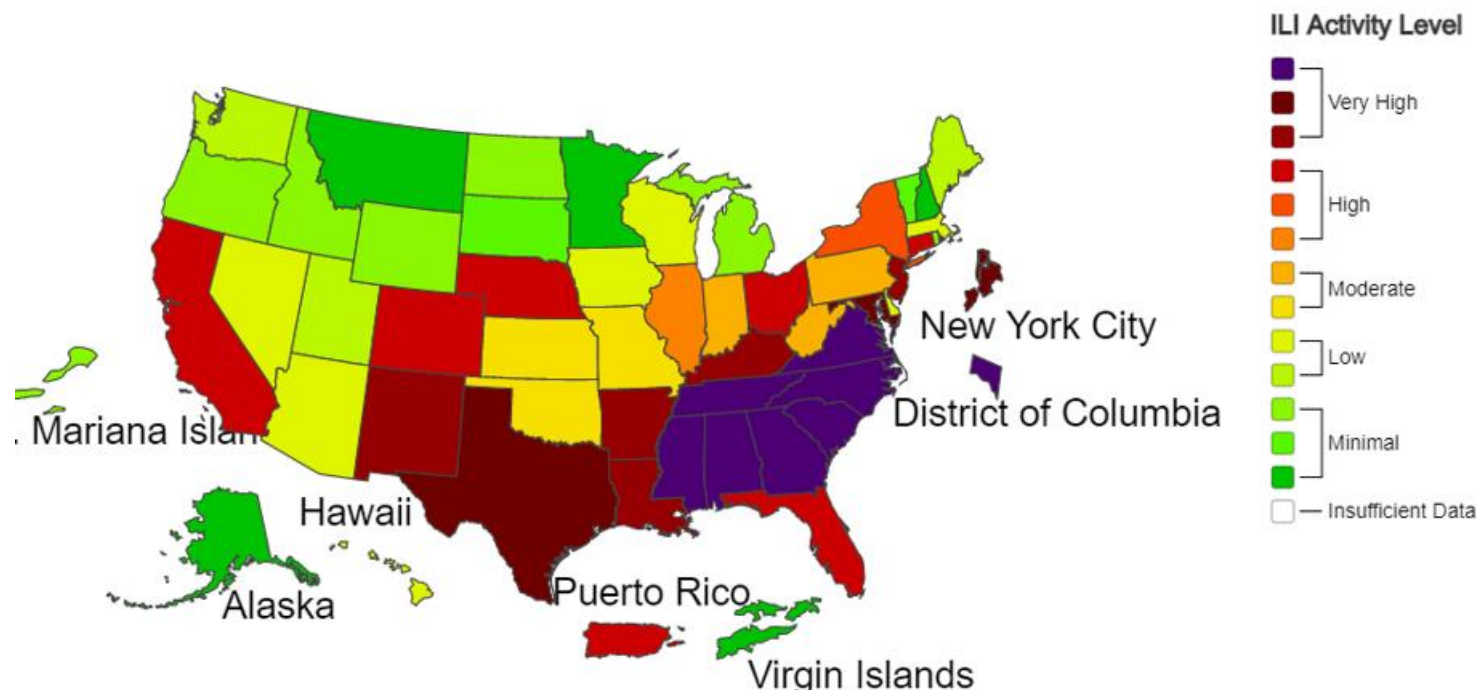 ILI Activity Level
Very High
High
Moderate
Low
Minimal
Insufficient Data
New York City
District of Columbia
. Mariana Islan
Hawaii
Alaska
Puerto Rico
Virgin Islands